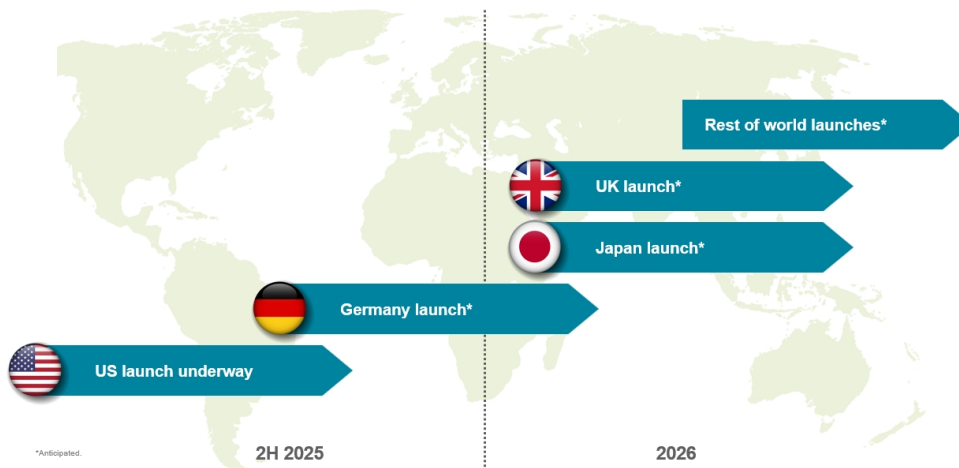 Rest of world launches*
UK launch*
Japan launch*
Germany launch*
US launch underway
*Anticipated.
2H 2025
2026